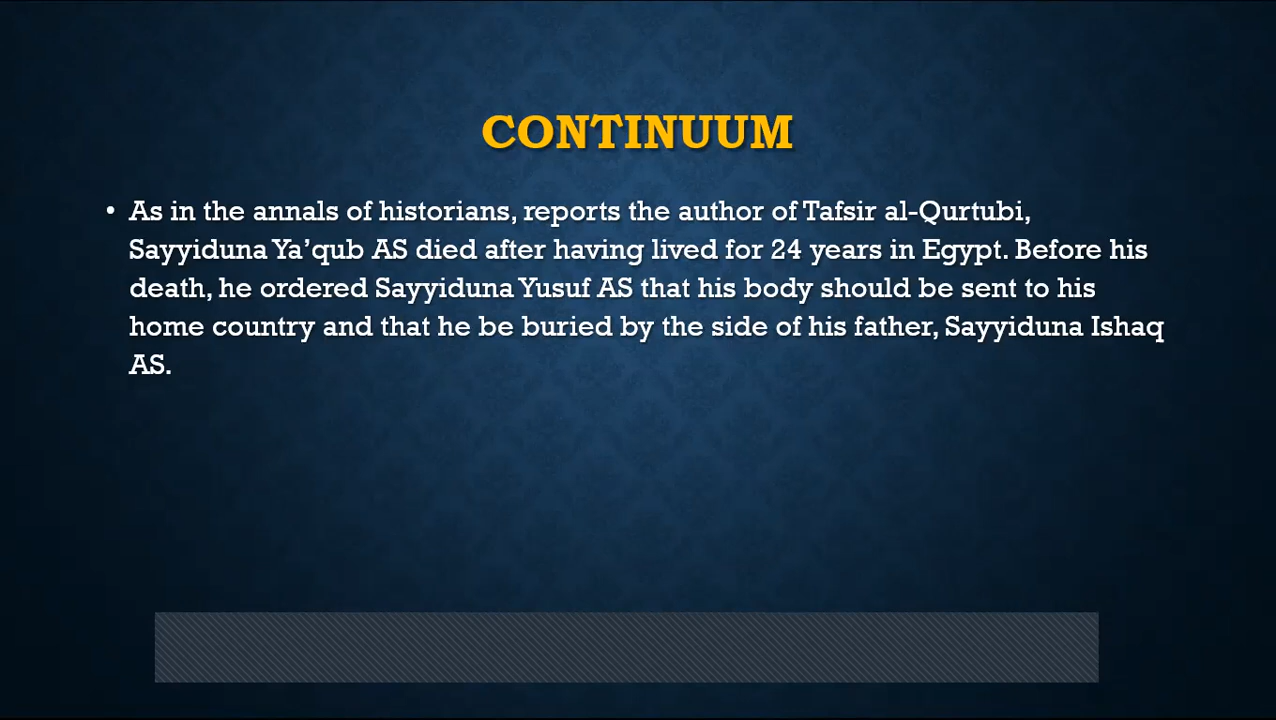 CONTINUUM
• As in the annals of historians, reports the author of Tafsir al-Qurtubi,
Sayyiduna Ya’qub AS died after having lived for 24 years in Egypt. Before his
death, he ordered Sayyiduna Yusuf AS that his body should be sent to his
home country and that he be buried by the side of his father, Sayyiduna Ishaq
AS.